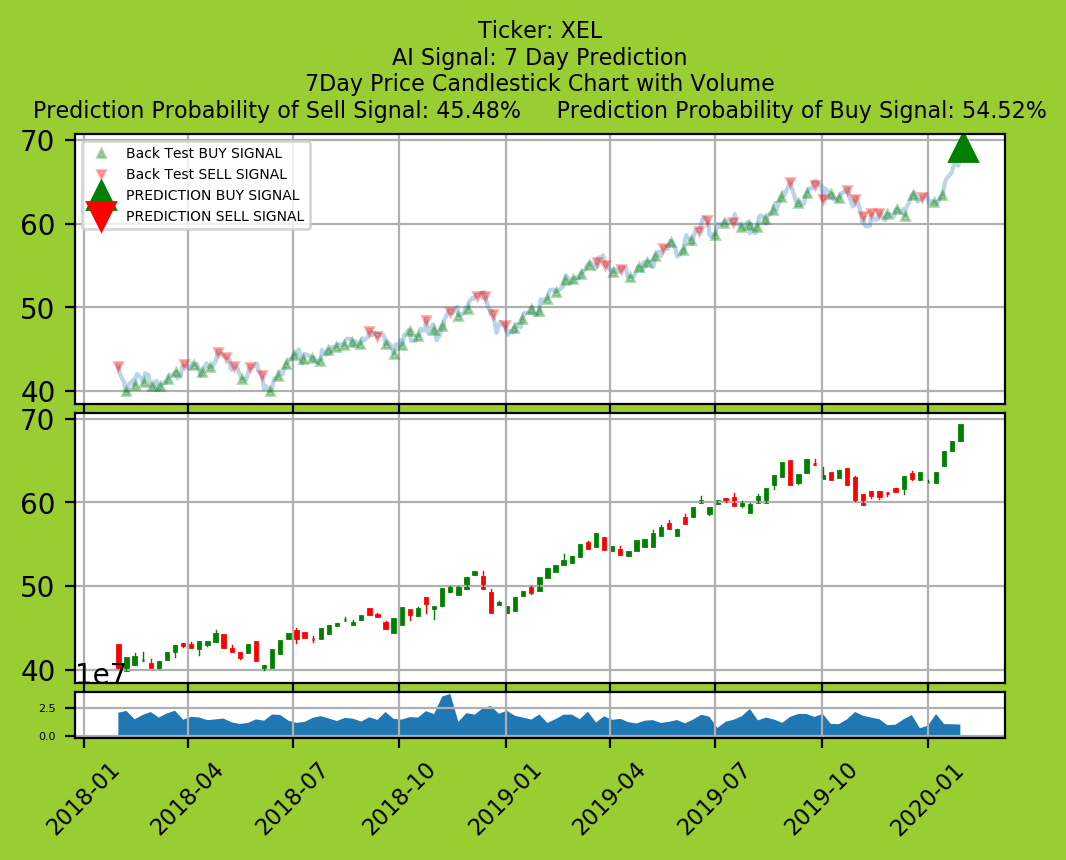 Ticker: XEL
AI Signal: 7 Day Prediction
7Day Price Candlestick Chart with Volume
Prediction Probability of Sell Signal: 45.48%     Prediction Probability of Buy Signal: 54.52%
70
60
50
40
Back Test BUY SIGNAL
Back Test SELL SIGNAL
PREDICTION BUY SIGNAL
PREDICTION SELL SIGNAL
70
60
50
40
1e7
2.5
0.0
2018-01 2018-04 2018-07 2018-10 2019-01 2019-04 2019-07 2019-10 2020-01